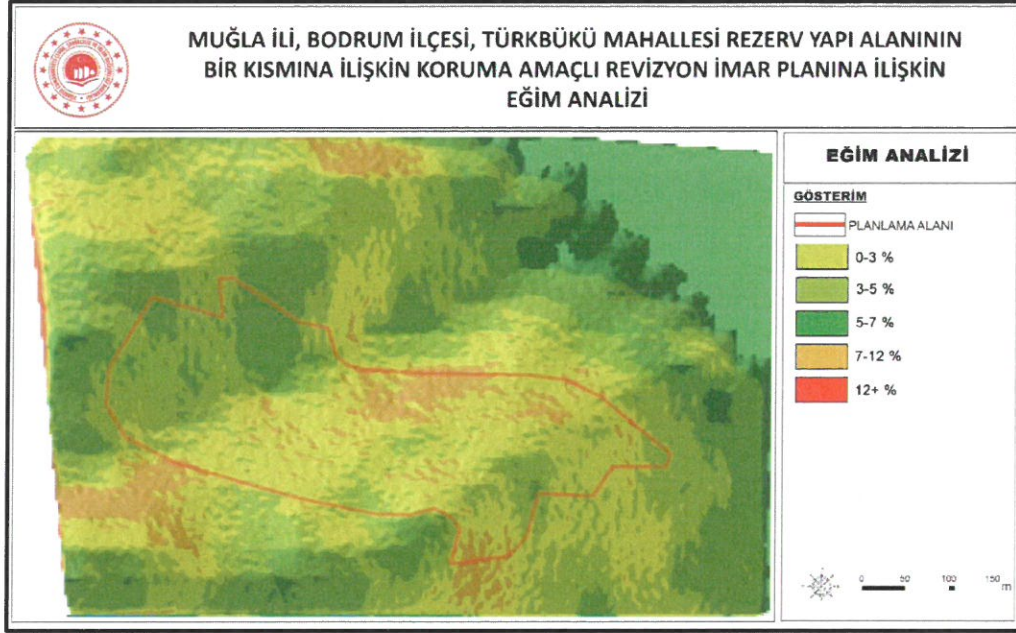 MUĞLA İLİ, BODRUM İLÇESİ, TÜRKBÜKÜ MAHALLESİ REZERV YAPI ALANININ
BİR KISMINA İLİŞKİN KORUMA AMAÇLI REVİZYON İMAR PLANINA İLİŞKİN
EĞİM ANALİZİ
EĞİM ANALİZİ
GÖSTERİM
PLANLAMA ALANI
0-3 %
3-5 %
5-7 %
7-12 %
12+ %
0 50 100 150
m